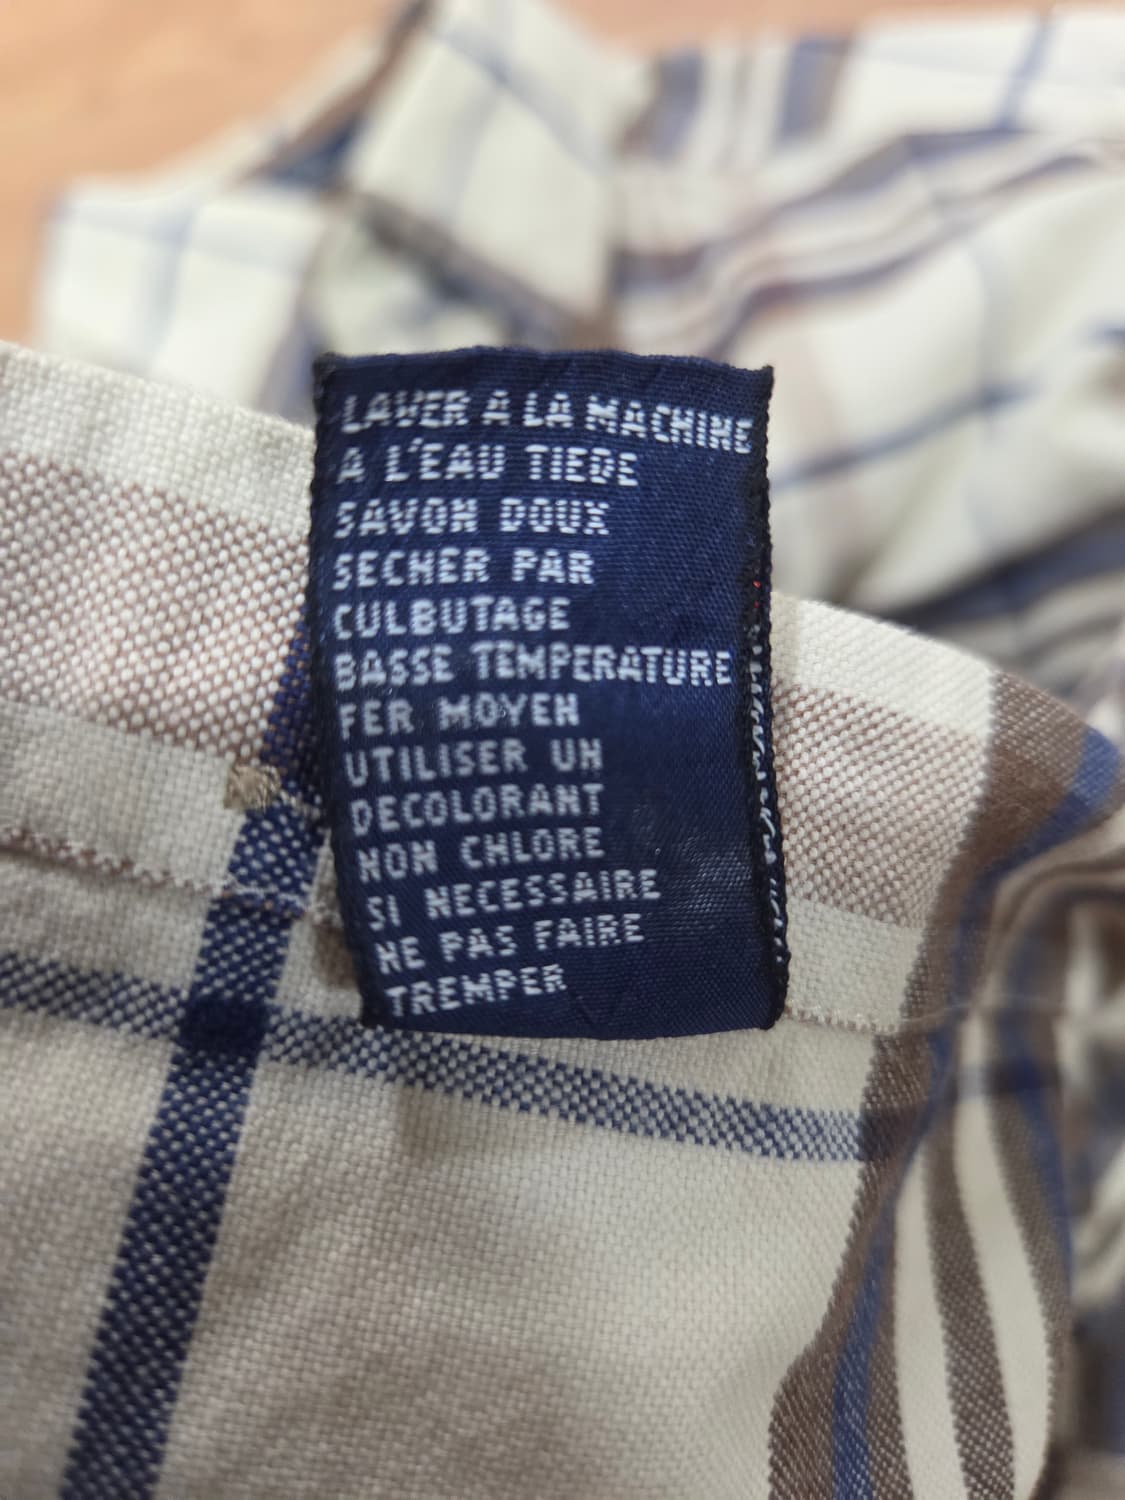 LAVER A LA MACHINE
A L'EAU TIEDE
SAVON DOUX
SECHER PAR
CULBUTAGE
BASSE TEMPERATURE
FER MOYEN
UTILISER UN
DECOLORANT
NON CHLORE
SI NECESSAIRE
NE PAS FAIRE
TREMPER